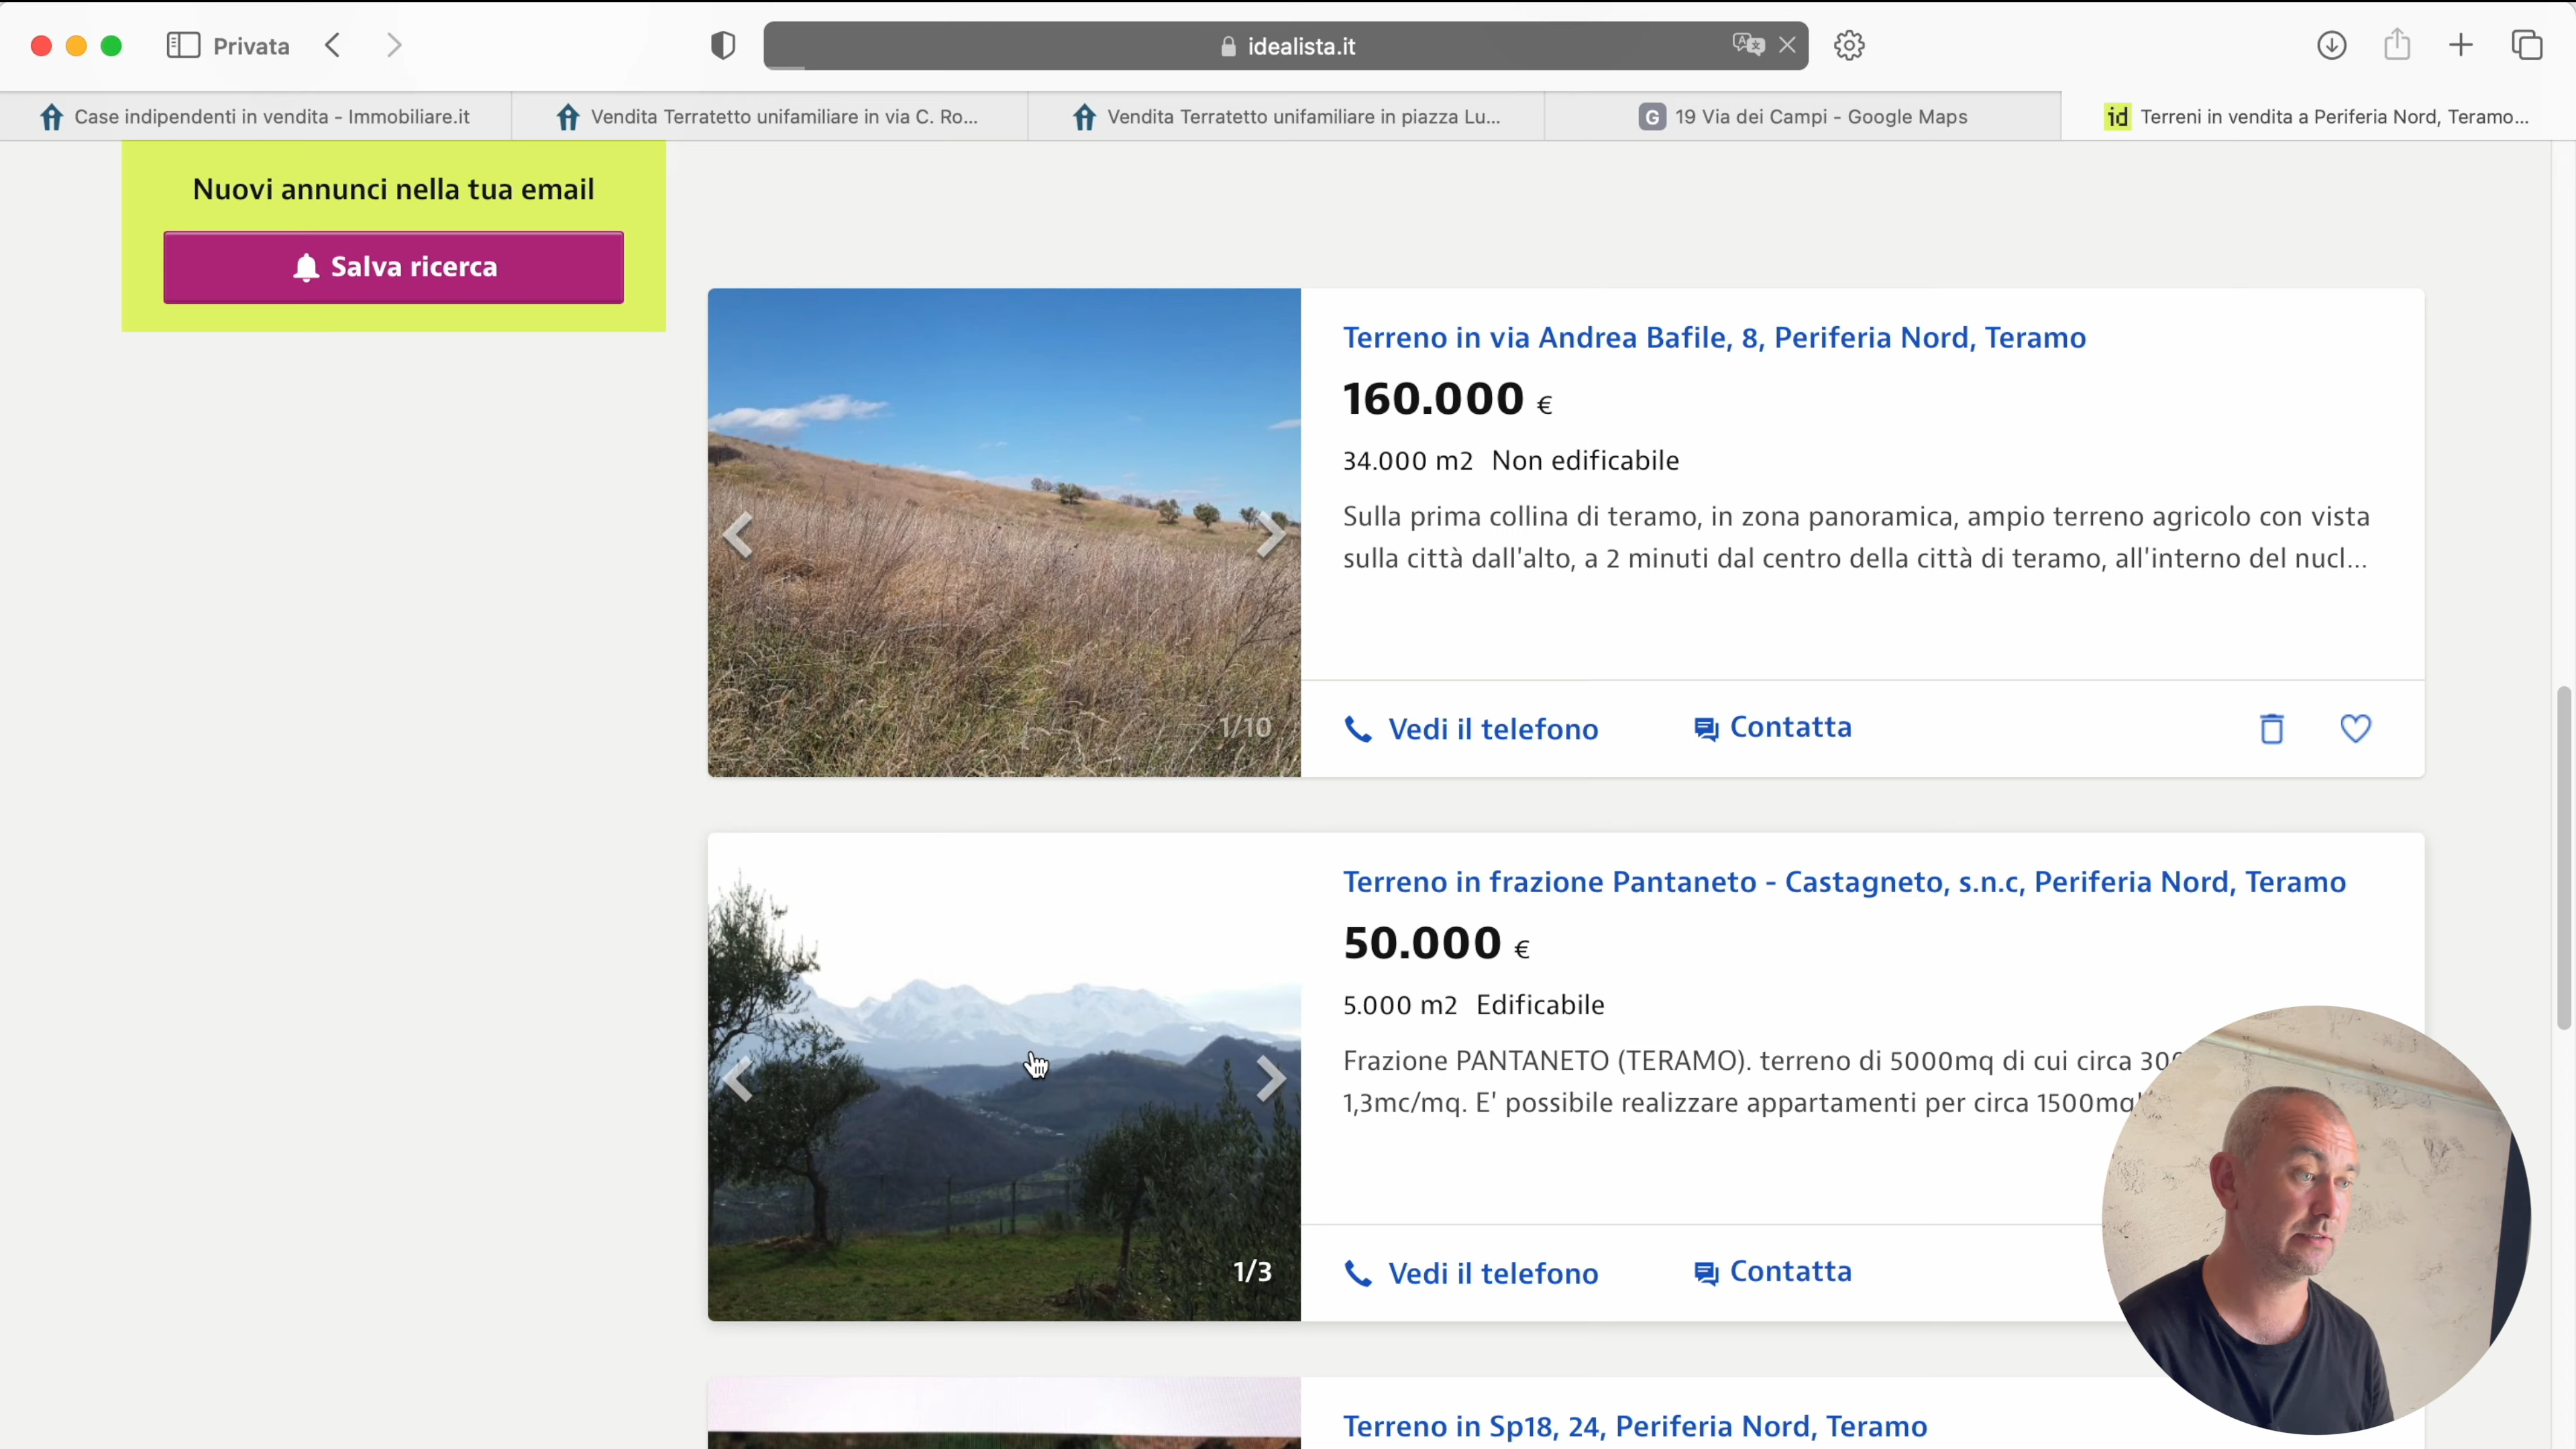 Privata
idealista.it
Case indipendenti in vendita - Immobiliare.it
Vendita Terratetto unifamiliare in via C. Ro...
Vendita Terratetto unifamiliare in piazza Lu...
G 19 Via dei Campi - Google Maps
id Terreni in vendita a Periferia Nord, Teramo...
Nuovi annunci nella tua email
Salva ricerca
Terreno in via Andrea Bafile, 8, Periferia Nord, Teramo
160.000 €
34.000 m2 Non edificabile
Sulla prima collina di teramo, in zona panoramica, ampio terreno agricolo con vista
sulla città dall'alto, a 2 minuti dal centro della città di teramo, all'interno del nucl...
1/10
Vedi il telefono
Contatta
Terreno in frazione Pantaneto - Castagneto, s.n.c, Periferia Nord, Teramo
50.000 €
5.000 m2 Edificabile
Frazione PANTANETO (TERAMO). terreno di 5000mq di cui circa
1,3mc/mq. E' possibile realizzare appartamenti per circa 1500mq
1/3
Vedi il telefono
Contatta
Terreno in Sp18, 24, Periferia Nord, Teramo